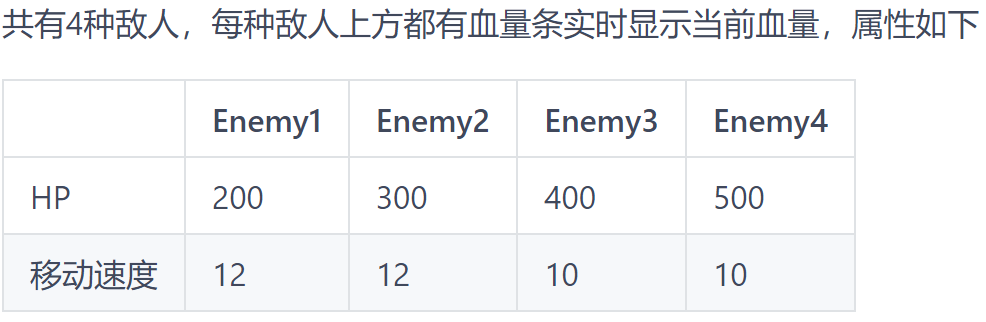 共有4种敌人，每种敌人上方都有血量条实时显示当前血量，属性如下
Enemy1 Enemy2 Enemy3 Enemy4
HP 200 300 400 500
移动速度 12 12 10 10